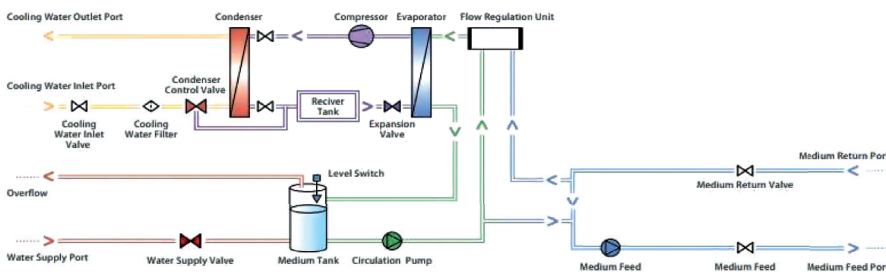 Cooling Water Outlet Port
Condenser
Compressor
Evaporator
Flow Regulation Unit
Cooling Water Inlet Port
Condenser
Control Valve
Reciver
Tank
Cooling
Water Inlet
Valve
Cooling
Water Filter
Expansion
Valve
Level Switch
Medium Return Por
Medium Return Valve
Overflow
Water Supply Port
Water Supply Valve
Medium Tank
Circulation Pump
Medium Feed
Medium Feed
Medium Feed Por